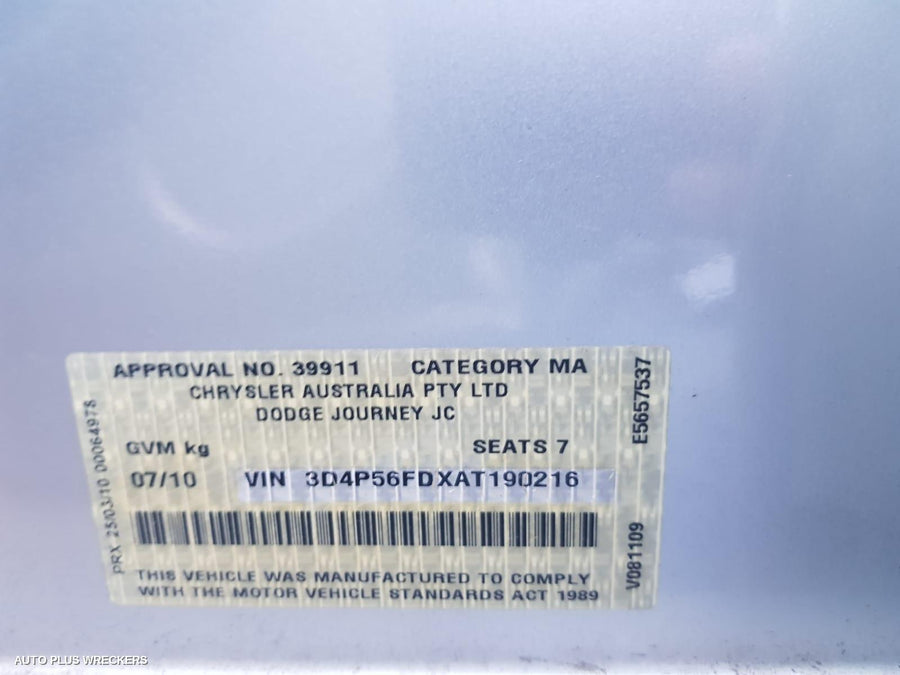 APPROVAL NO. 39911 CATEGORY MA
CHRYSLER AUSTRALIA PTY LTD
DODGE JOURNEY JC
GVM kg SEATS 7
07/10 VIN 3D4P56FDXAT190216
THIS VEHICLE WAS MANUFACTURED TO COMPLY
WITH THE MOTOR VEHICLE STANDARDS ACT 1989
PRX 25/03/10 00064978
E5657537
V081109
AUTO PLUS WRECKERS